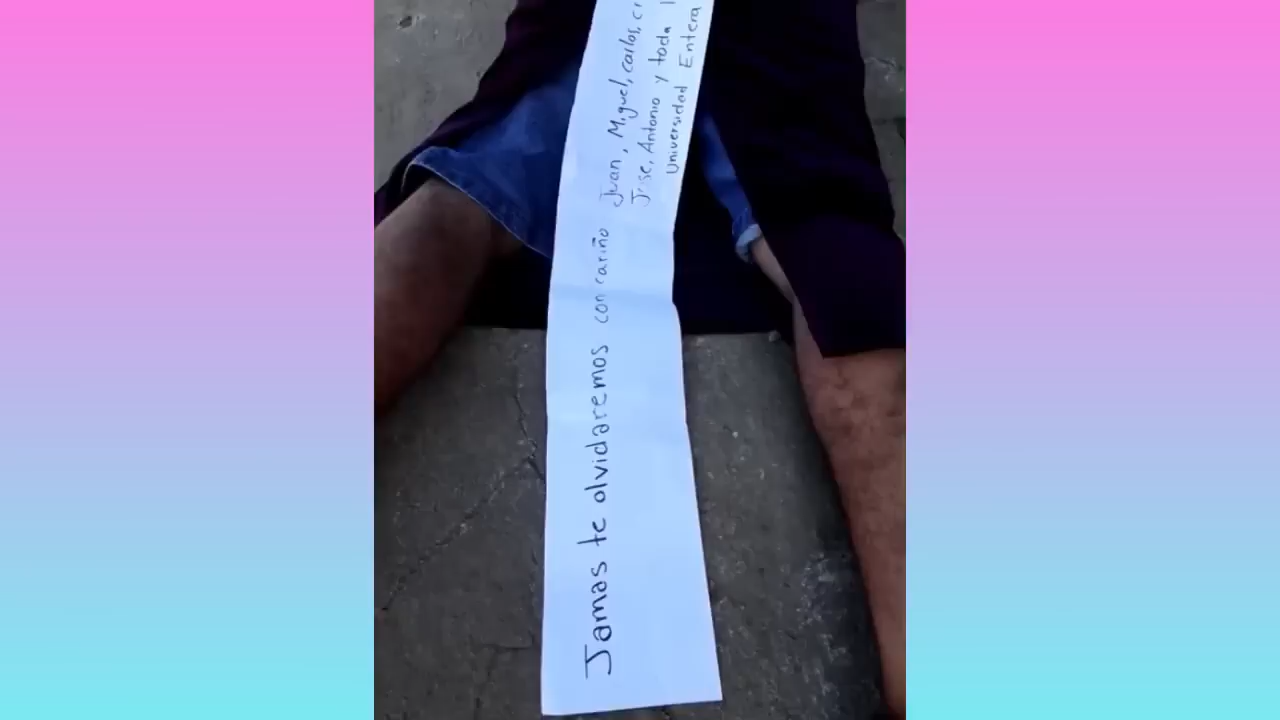 Jamas te olvidaremos con cariño
Juan, Miguel, carlos,
Jose, Antonio y toda
Universidad Entera